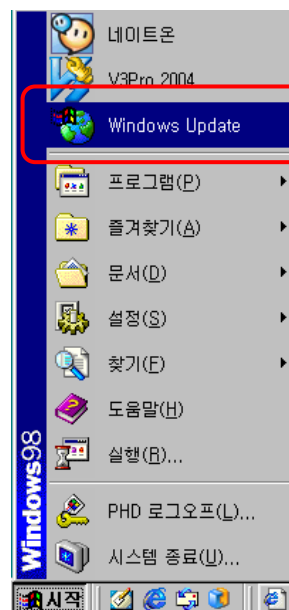 네이트온
V3Pro 2004
Windows Update
프로그램(P)
즐겨찾기(A)
문서(D)
설정(S)
찾기(F)
도움말(H)
실행(R)...
PHD 로그오프(L)...
시스템 종료(U)...
Windows98
시작